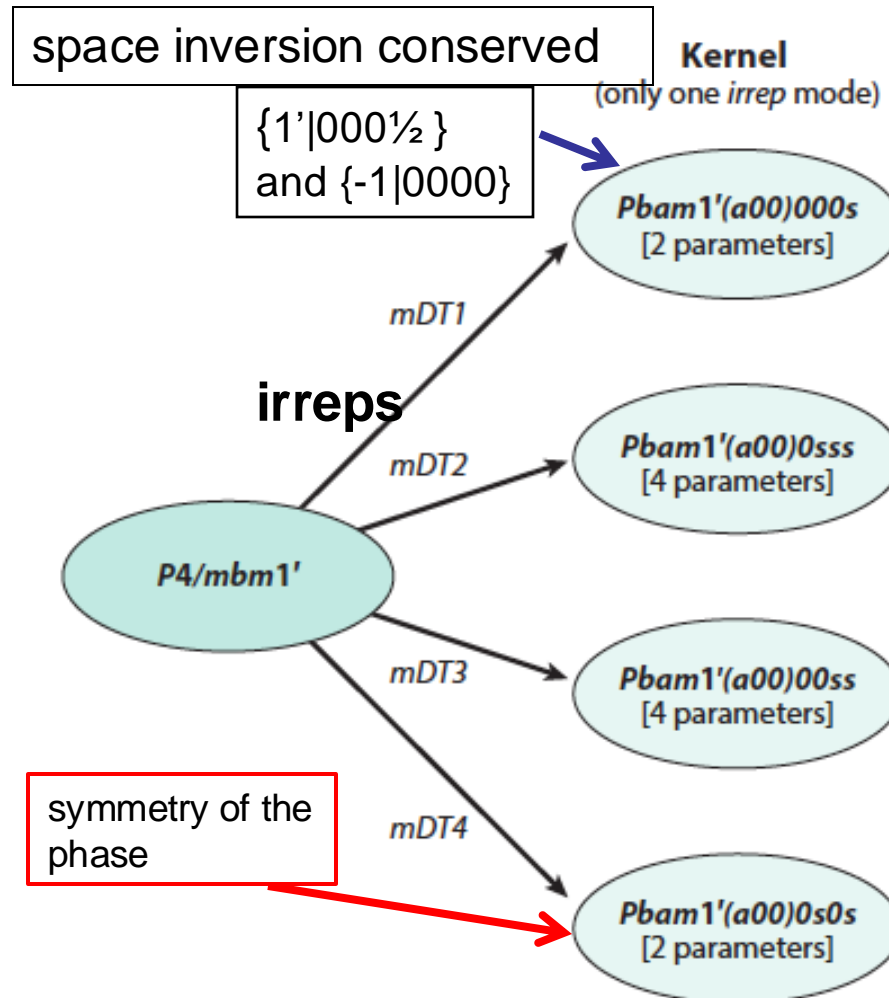 space inversion conserved
Kernel
(only one irrep mode)
{1’|000½ }
and {-1|0000}
Pbam1'(a00)000s
[2 parameters]
mDT1
irreps
mDT2
Pbam1'(a00)0sss
[4 parameters]
P4/mbm1'
mDT3
Pbam1'(a00)00ss
[4 parameters]
symmetry of the
phase
mDT4
Pbam1'(a00)0s0s
[2 parameters]